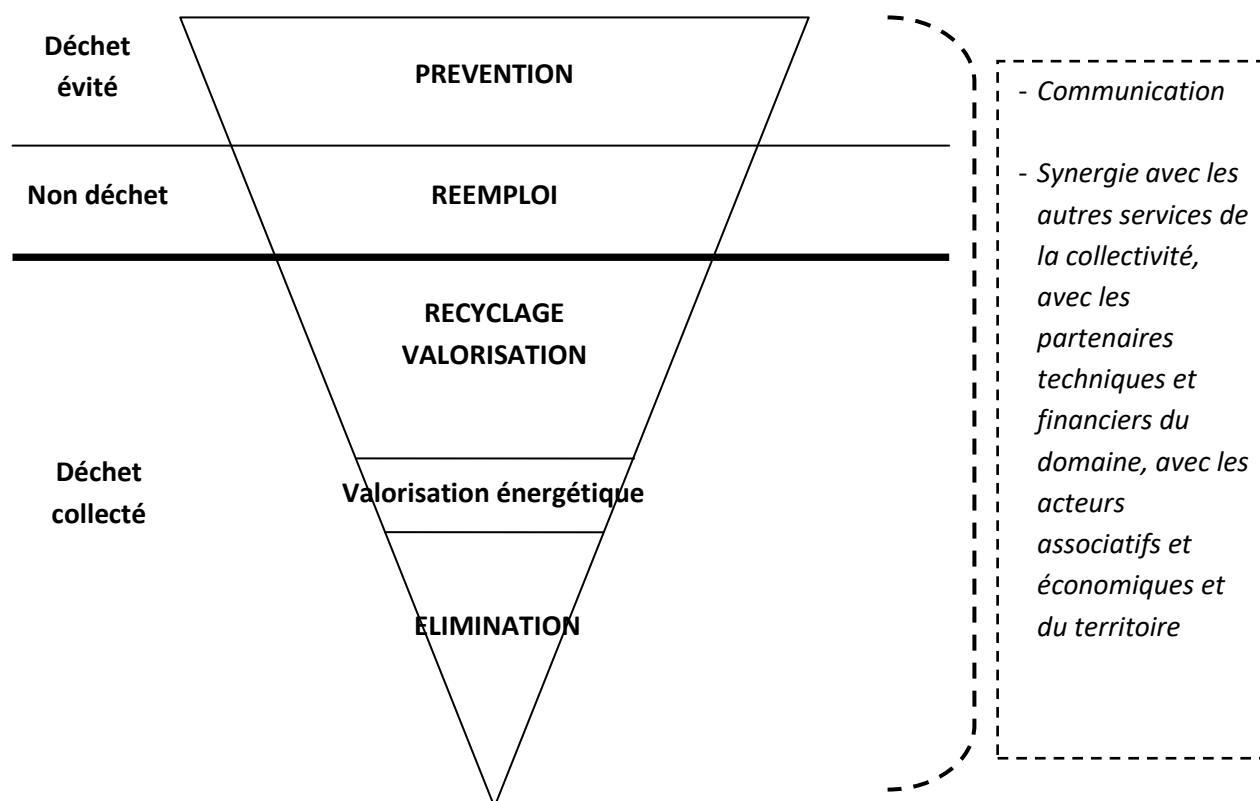 Déchet
évité
PREVENTION
Non déchet
REEMPLOI
RECYCLAGE
VALORISATION
Déchet
collecté
Valorisation énergétique
ELIMINATION
- Communication
- Synergie avec les
autres services de
la collectivité,
avec les
partenaires
techniques et
financiers du
domaine, avec les
acteurs
associatifs et
économiques et
du territoire